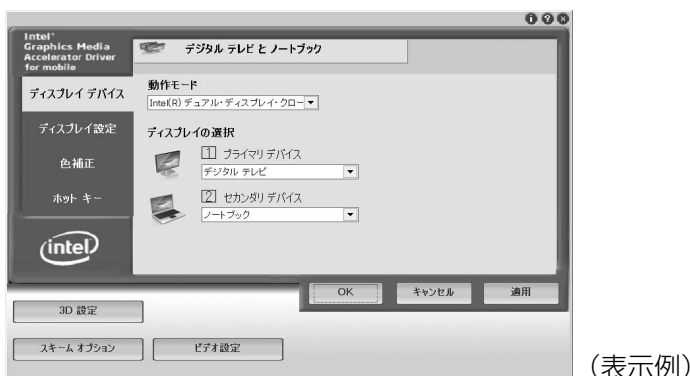 Intel®
Graphics Media
Accelerator Driver
for mobile
デジタル テレビ と ノートブック
ディスプレイ デバイス
ディスプレイ設定
色補正
ホット キー
intel
動作モード
Intel(R) デュアル・ディスプレイ・クロー
ディスプレイの選択
1 プライマリ デバイス
デジタル テレビ
2 セカンダリ デバイス
ノートブック
OK
キャンセル
適用
3D 設定
スキーム オプション
ビデオ設定
(表示例)